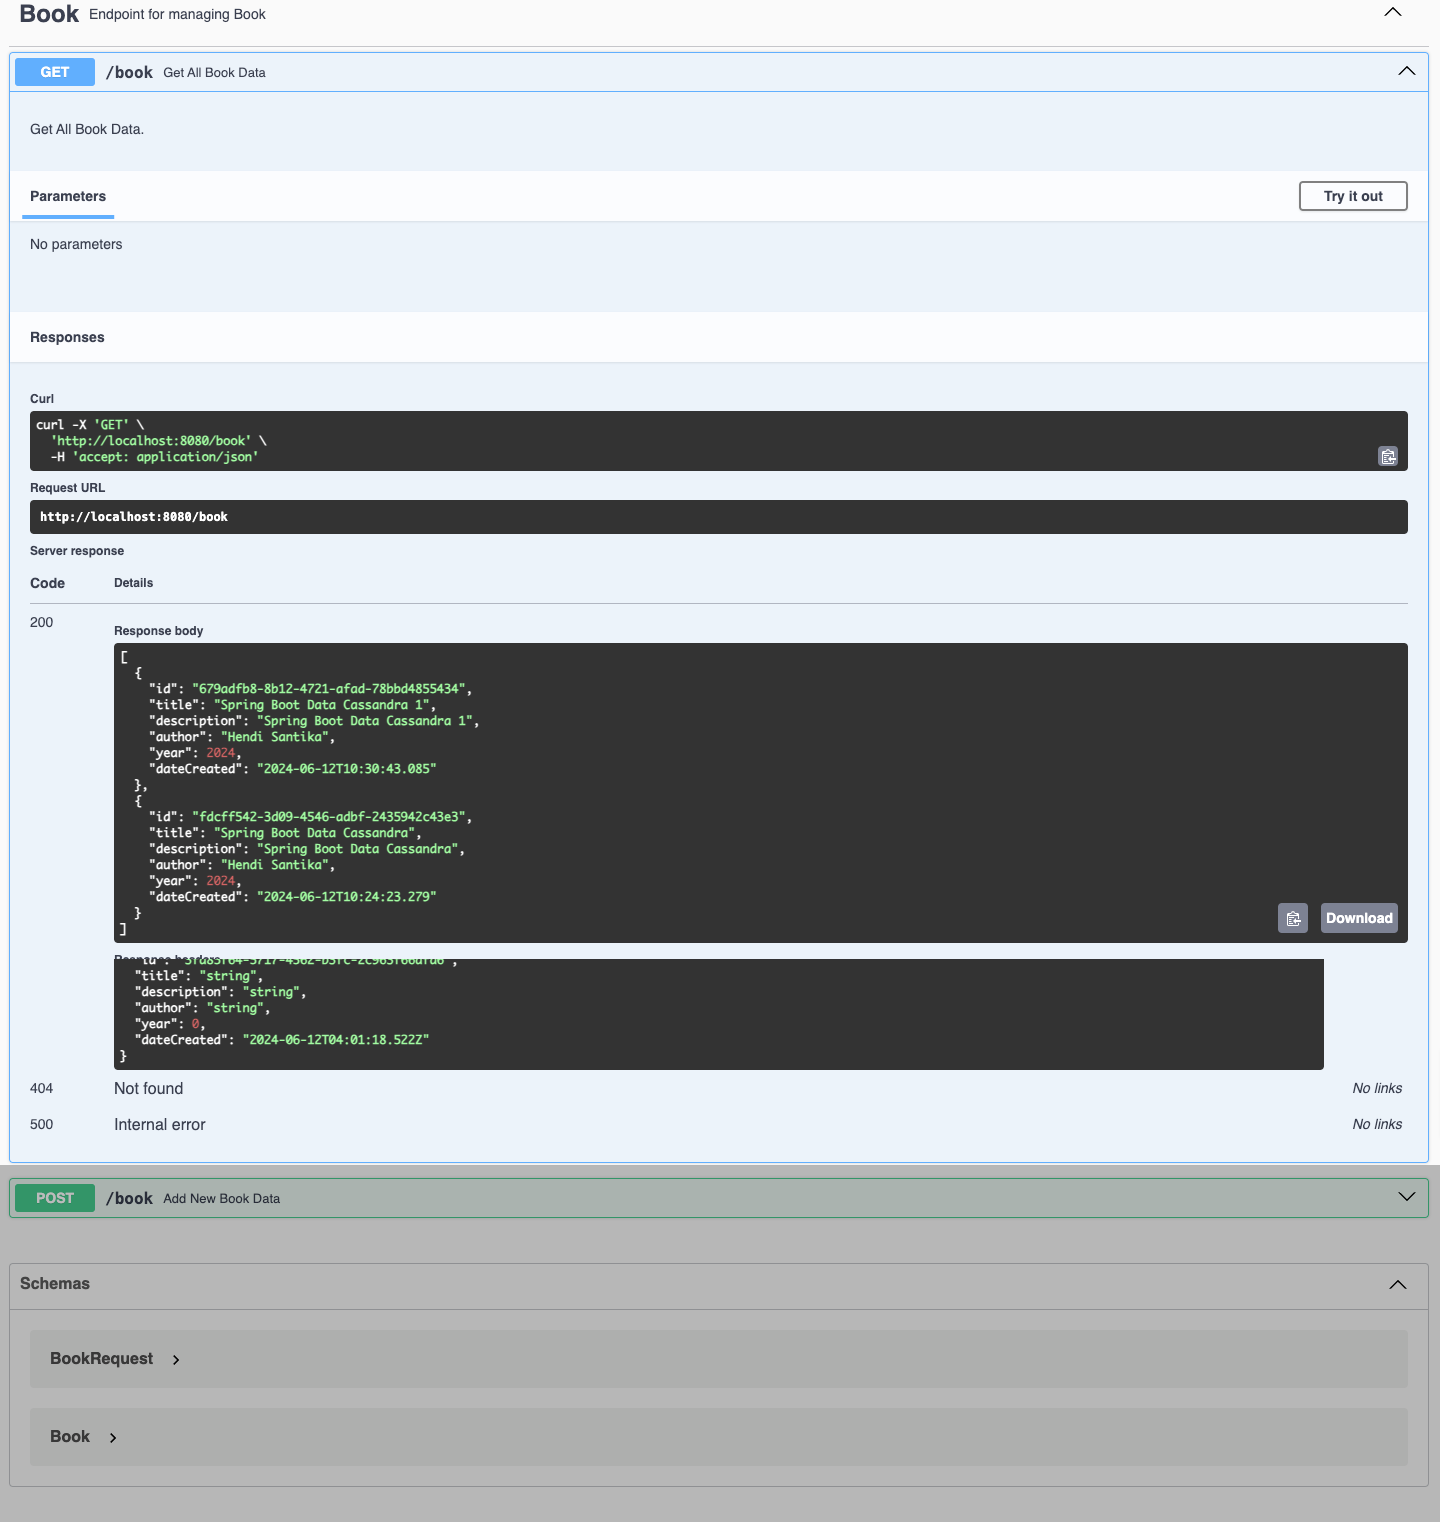 Book Endpoint for managing Book
GET /book Get All Book Data
Get All Book Data.
Parameters
Try it out
No parameters
Responses
Curl
curl -X 'GET' \
'http://localhost:8080/book' \
-H 'accept: application/json'
Request URL
http://localhost:8080/book
Server response
Code Details
200
Response body
[
{
"id": "679adfb8-8b12-4721-afad-78bbd4855434",
"title": "Spring Boot Data Cassandra 1",
"description": "Spring Boot Data Cassandra 1",
"author": "Hendi Santika",
"year": 2024,
"dateCreated": "2024-06-12T10:30:43.085"
},
{
"id": "fdcff542-3d09-4546-adbf-2435942c43e3",
"title": "Spring Boot Data Cassandra",
"description": "Spring Boot Data Cassandra",
"author": "Hendi Santika",
"year": 2024,
"dateCreated": "2024-06-12T10:24:23.279"
}
]
Download
"title": "string",
"description": "string",
"author": "string",
"year": 0,
"dateCreated": "2024-06-12T04:01:18.522Z"
}
404 Not found No links
500 Internal error No links
POST /book Add New Book Data
Schemas
BookRequest
Book